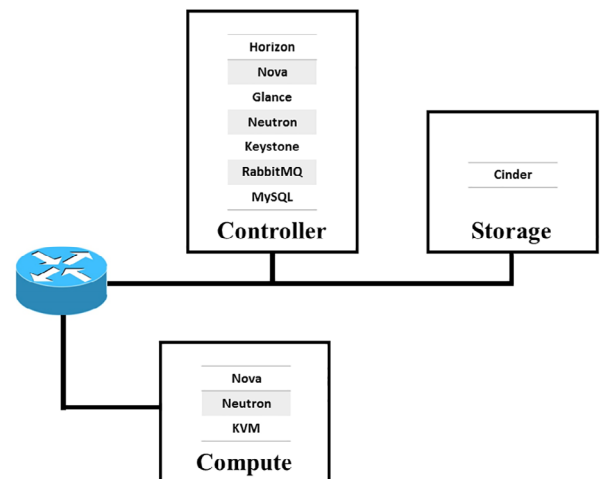 Horizon
Nova
Glance
Neutron
Keystone
RabbitMQ
MySQL
Controller
Cinder
Storage
Nova
Neutron
KVM
Compute